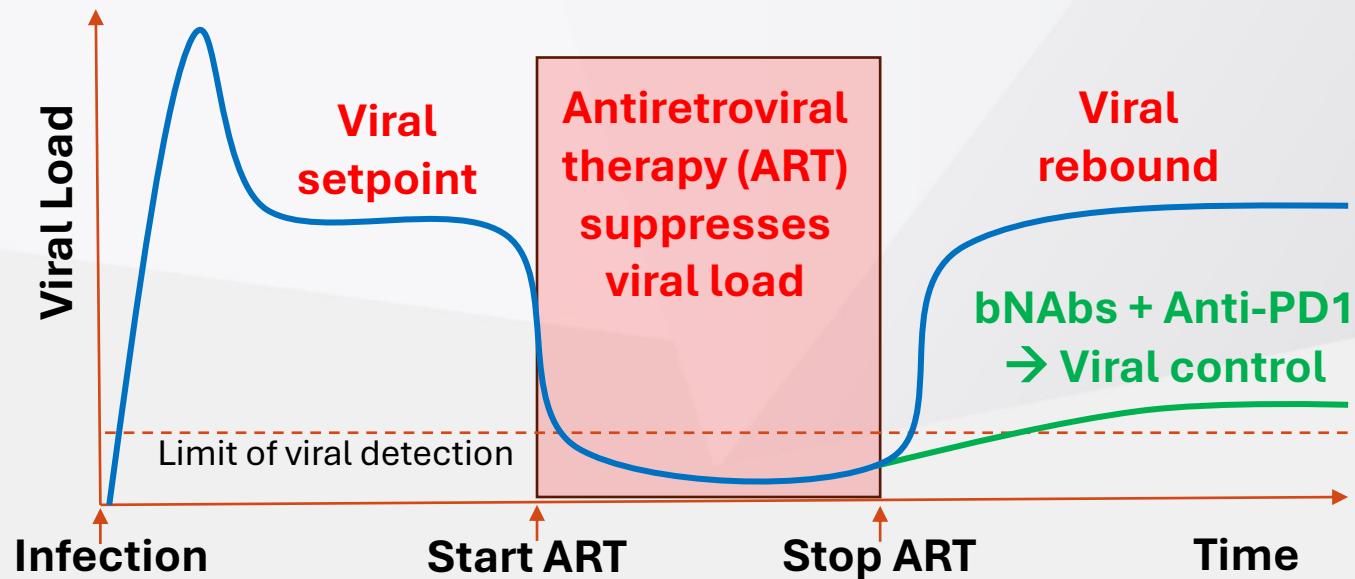 Viral Load
Viral
setpoint
Antiretroviral
therapy (ART)
suppresses
viral load
Viral
rebound
bNAbs + Anti-PD1
→ Viral control
Limit of viral detection
Infection
Start ART
Stop ART
Time